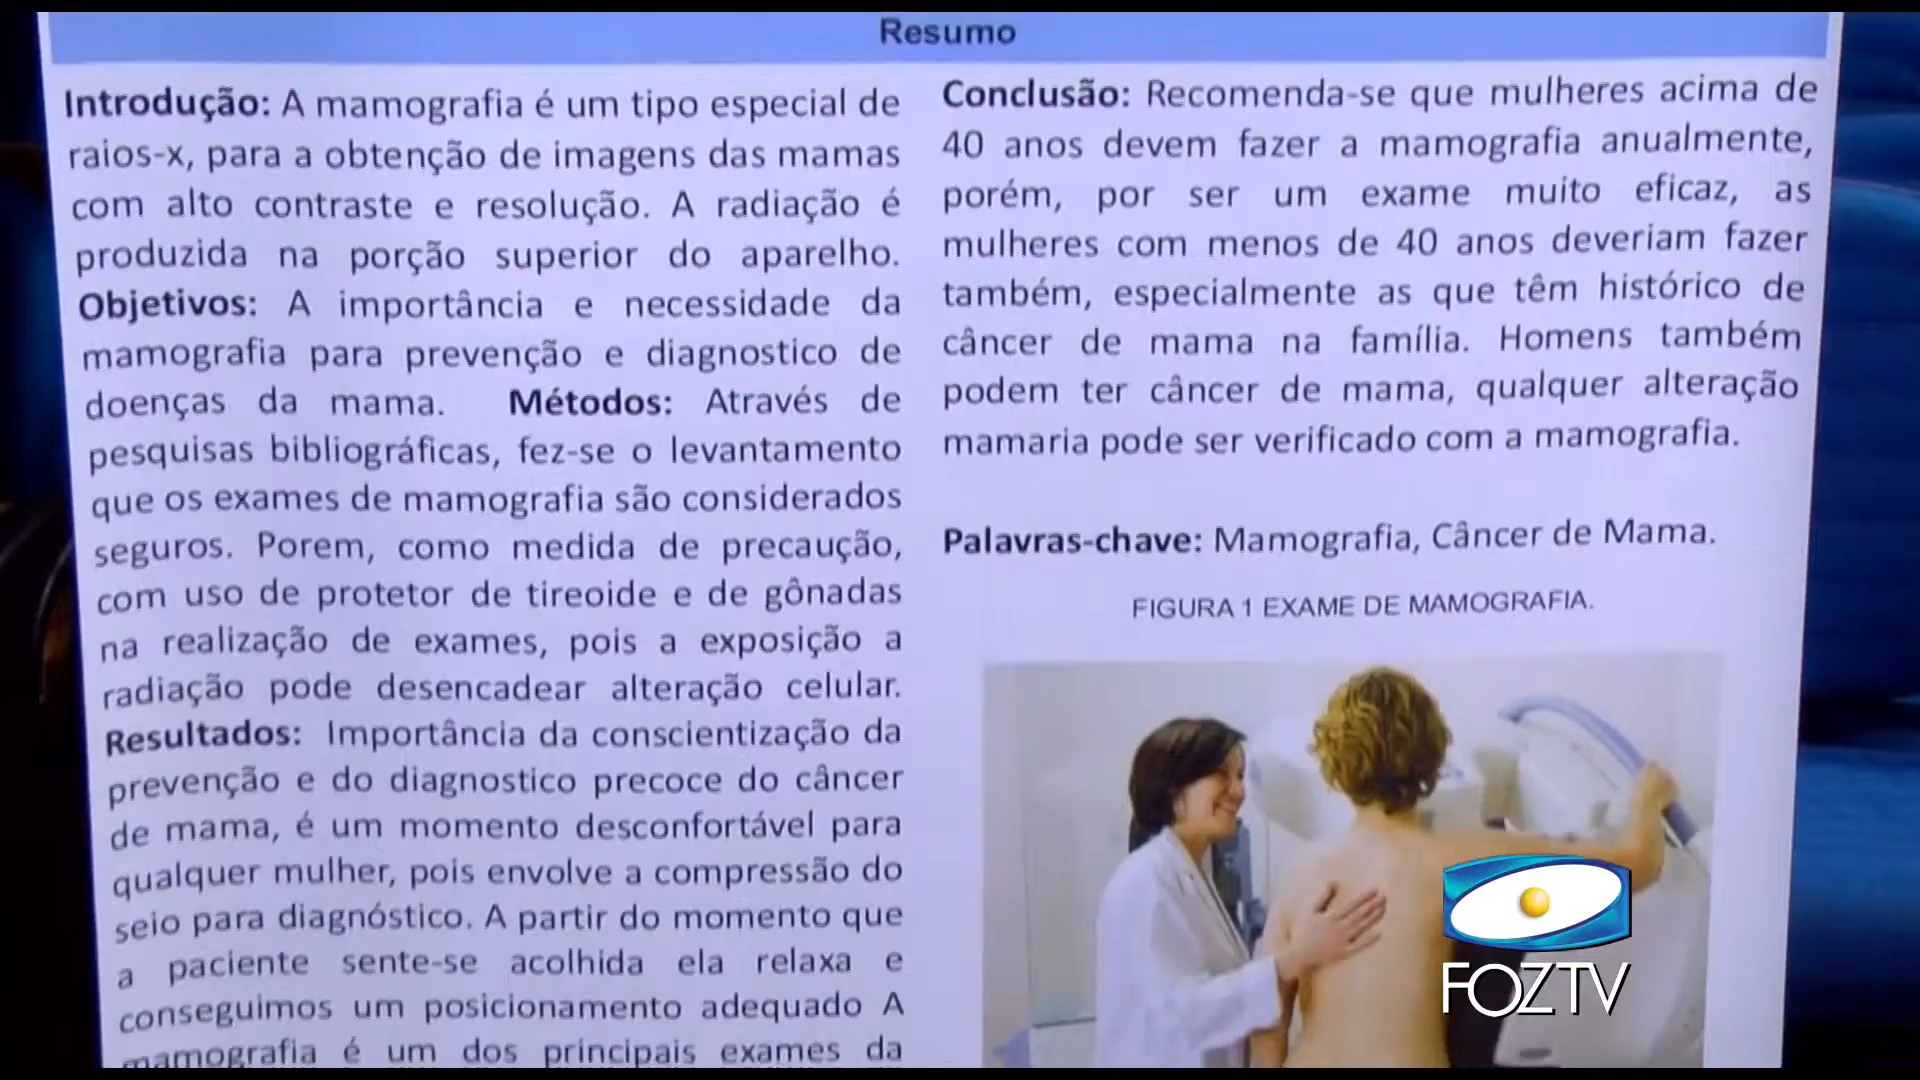 Resumo
Introdução: A mamografia é um tipo especial de
raios-x, para a obtenção de imagens das mamas
com alto contraste e resolução. A radiação é
produzida na porção superior do aparelho.
Objetivos: A importância e necessidade da
mamografia para prevenção e diagnostico de
doenças da mama. Métodos: Através de
pesquisas bibliográficas, fez-se o levantamento
que os exames de mamografia são considerados
seguros. Porem, como medida de precaução,
com uso de protetor de tireoide e de gônadas
na realização de exames, pois a exposição a
radiação pode desencadear alteração celular.
Resultados: Importância da conscientização da
prevenção e do diagnostico precoce do câncer
de mama, é um momento desconfortável para
qualquer mulher, pois envolve a compressão do
seio para diagnóstico. A partir do momento que
a paciente sente-se acolhida ela relaxa e
conseguimos um posicionamento adequado A
mamografia é um dos principais exames da
Conclusão: Recomenda-se que mulheres acima de
40 anos devem fazer a mamografia anualmente,
porém, por ser um exame muito eficaz, as
mulheres com menos de 40 anos deveriam fazer
também, especialmente as que têm histórico de
câncer de mama na família. Homens também
podem ter câncer de mama, qualquer alteração
mamaria pode ser verificado com a mamografia.
Palavras-chave: Mamografia, Câncer de Mama.
FIGURA 1 EXAME DE MAMOGRAFIA.
FOZTV